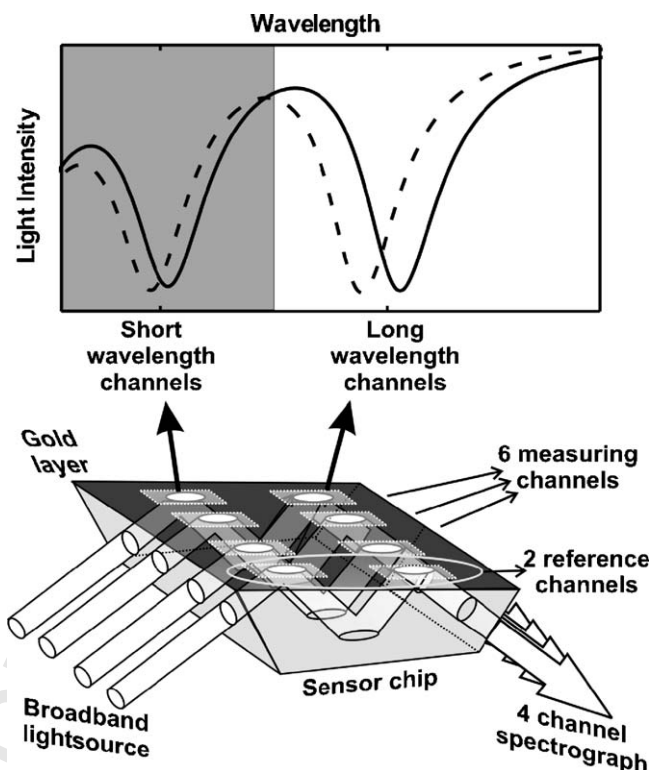 Wavelength
Light Intensity
Short
wavelength
channels
Long
wavelength
channels
Gold
layer
6 measuring
channels
2 reference
channels
Sensor chip
Broadband
lightsource
4 channel
spectrograph